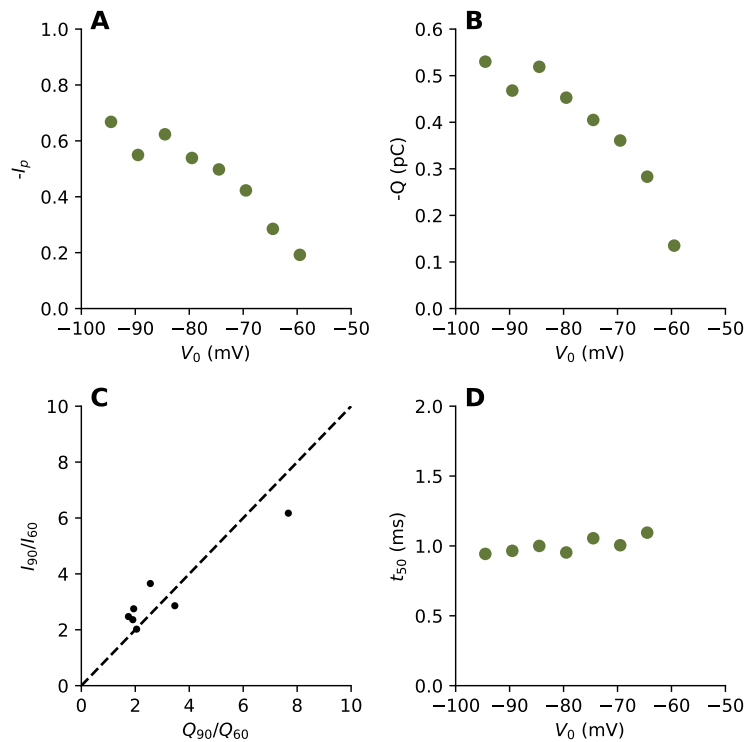 A
1.0
0.8
0.6
0.4
0.2
0.0
-Iₚ
−100 −90 −80 −70 −60 −50
V₀ (mV)
B
0.6
0.5
0.4
0.3
0.2
0.1
0.0
-Q (pC)
−100 −90 −80 −70 −60 −50
V₀ (mV)
C
10
8
6
4
2
0
I₉₀/I₆₀
0 2 4 6 8 10
Q₉₀/Q₆₀
D
2.0
1.5
1.0
0.5
0.0
t₅₀ (ms)
−100 −90 −80 −70 −60 −50
V₀ (mV)